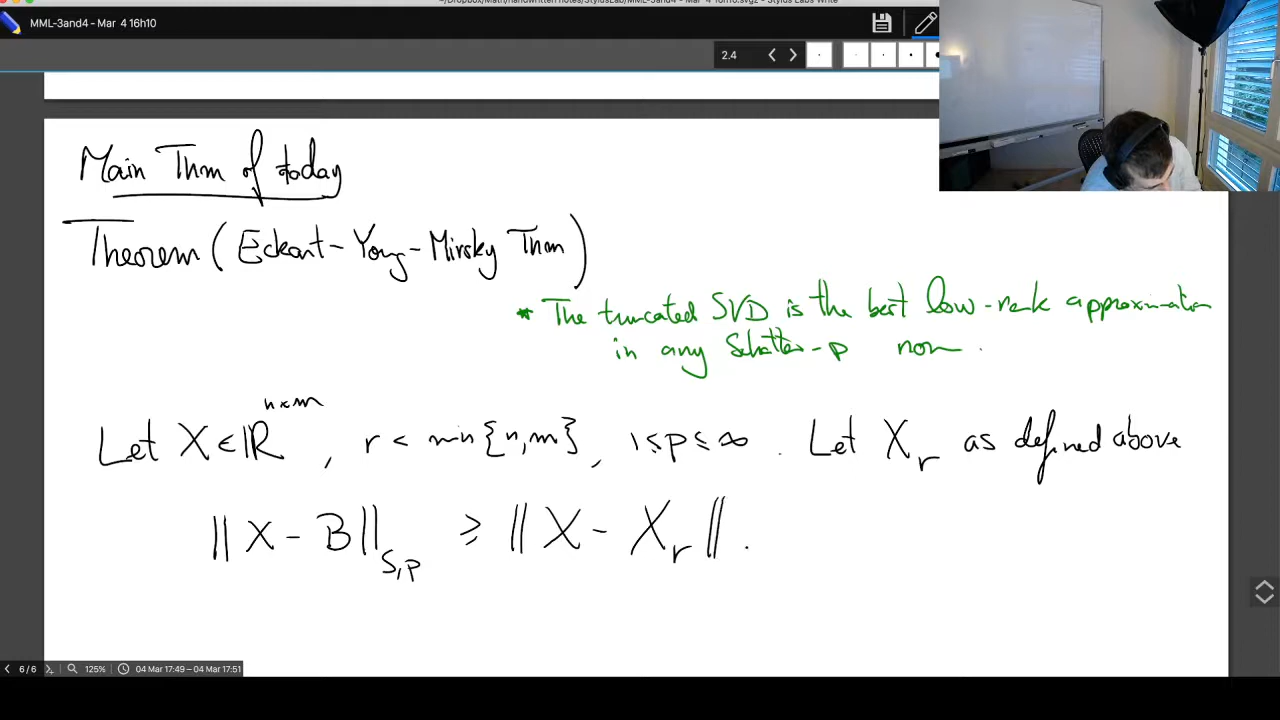 MML-3and4 - Mar 4 16h10
2.4
Main Thm of today
Theorem (Eckart-Young-Mirsky Thm)
* The truncated SVD is the best low-rank approximation
in any Schatten-p norm.
Let X ∈ ℝ^{n×m}, r < min{n,m}, 1 ≤ p ≤ ∞. Let X_r as defined above
||X - B||_{S,p} ≥ ||X - X_r||.
6/6 125% 04 Mar 17:49 – 04 Mar 17:51